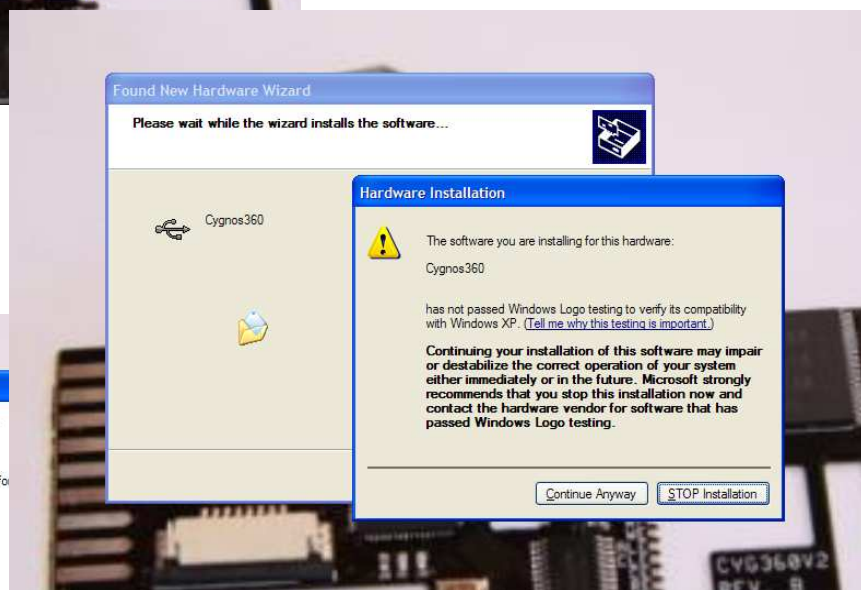 Found New Hardware Wizard
Please wait while the wizard installs the software...
Cygnos360
Hardware Installation
The software you are installing for this hardware:
Cygnos360
has not passed Windows Logo testing to verify its compatibility
with Windows XP. (Tell me why this testing is important.)
Continuing your installation of this software may impair
or destabilize the correct operation of your system
either immediately or in the future. Microsoft strongly
recommends that you stop this installation now and
contact the hardware vendor for software that has
passed Windows Logo testing.
Continue Anyway
STOP Installation
CYG360V2
REV B